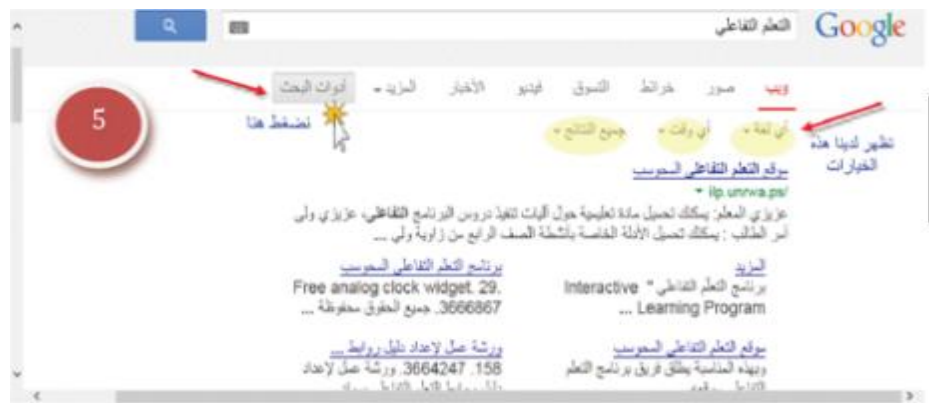 Google
التعلم التفاعلي
ويب صور خرائط التسوق فيديو الأخبار المزيد أدوات البحث
5
نضغط هنا
أي لغة أي وقت جميع النتائج
تظهر لدينا هذه
الخيارات
موقع التعلم التفاعلي المحوسب
ilp.unrwa.ps/
عزيزي المعلم: يمكنك تحميل مادة تعليمية حول آليات تنفيذ دروس البرنامج التفاعلي، عزيزي ولي
أمر الطالب : يمكنك تحميل الأدلة الخاصة بأنشطة الصف الرابع من زاوية ولي ...
المزيد
برنامج التعلم التفاعلي " Interactive
Learning Program ...
برنامج التعلم التفاعلي المحوسب
Free analog clock widget. 29.
3666867. جميع الحقوق محفوظة ...
موقع التعلم التفاعلي المحوسب
وبهذه المناسبة يطلق فريق برنامج التعلم
ورشة عمل لإعداد دليل روابط ...
158. 3664247. ورشة عمل لإعداد